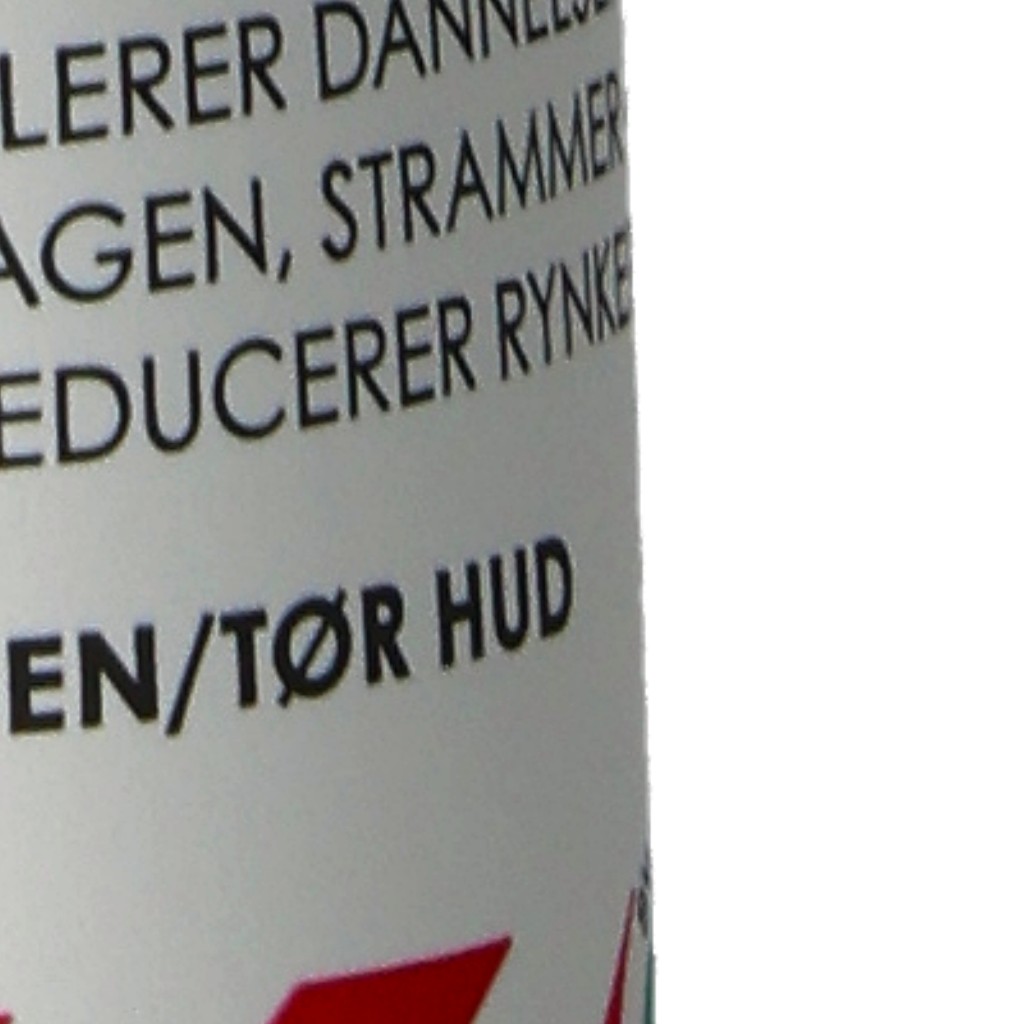 LERER DANNELSE
AGEN, STRAMMER
EDUCERER RYNKE
EN/TØR HUD